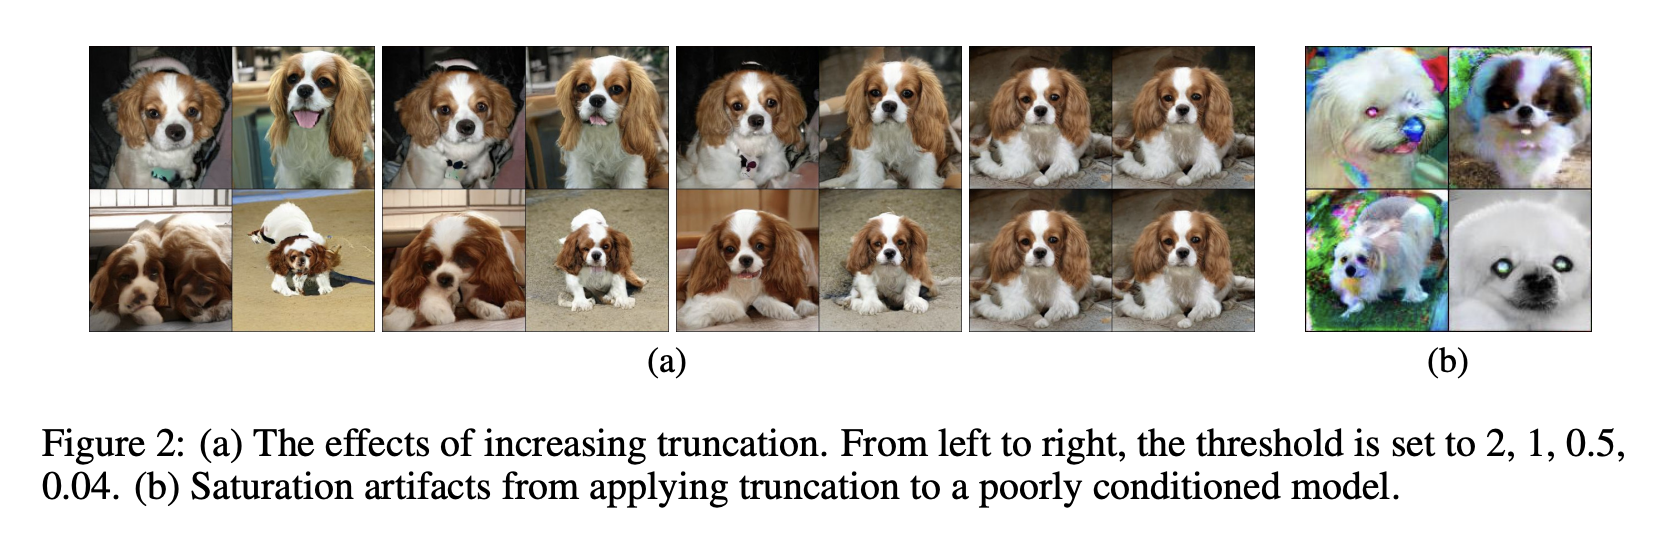 (a)
(b)
Figure 2: (a) The effects of increasing truncation. From left to right, the threshold is set to 2, 1, 0.5,
0.04. (b) Saturation artifacts from applying truncation to a poorly conditioned model.